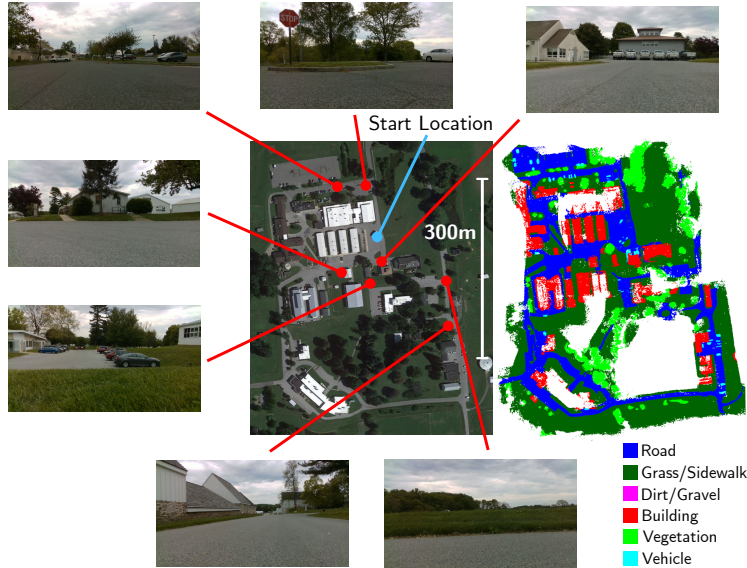 STOP
Start Location
300m
Road
Grass/Sidewalk
Dirt/Gravel
Building
Vegetation
Vehicle